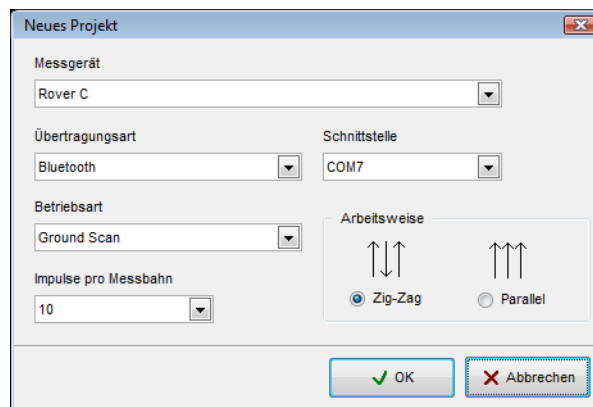 Neues Projekt
Messgerät
Rover C
Übertragungsart
Schnittstelle
Bluetooth
COM7
Betriebsart
Arbeitsweise
Ground Scan
Impulse pro Messbahn
Zig-Zag
Parallel
10
OK
Abbrechen